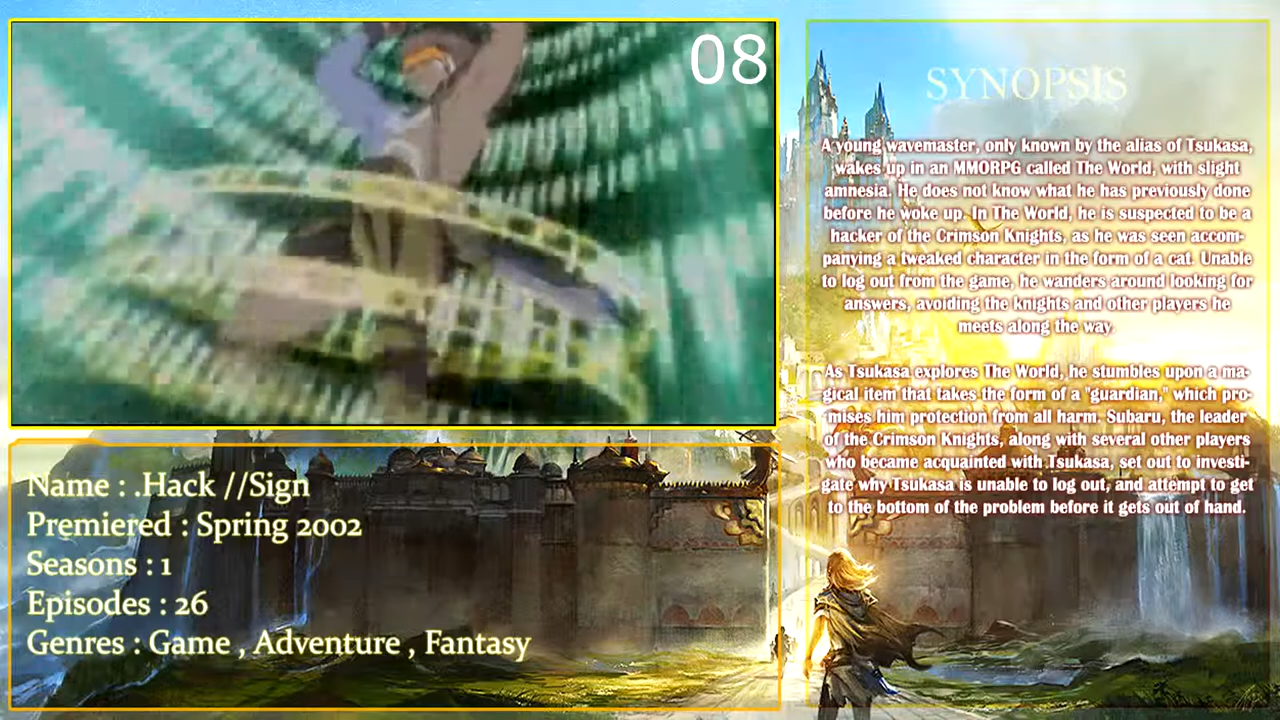 08
SYNOPSIS
A young wavemaster, only known by the alias of Tsukasa,
wakes up in an MMORPG called The World, with slight
amnesia. He does not know what he has previously done
before he woke up. In The World, he is suspected to be a
hacker of the Crimson Knights, as he was seen accom-
panying a tweaked character in the form of a cat. Unable
to log out from the game, he wanders around looking for
answers, avoiding the knights and other players he
meets along the way.
As Tsukasa explores The World, he stumbles upon a ma-
gical item that takes the form of a "guardian," which pro-
mises him protection from all harm. Subaru, the leader
of the Crimson Knights, along with several other players
who became acquainted with Tsukasa, set out to investi-
gate why Tsukasa is unable to log out, and attempt to get
to the bottom of the problem before it gets out of hand.
Name : .Hack //Sign
Premiered : Spring 2002
Seasons : 1
Episodes : 26
Genres : Game , Adventure , Fantasy